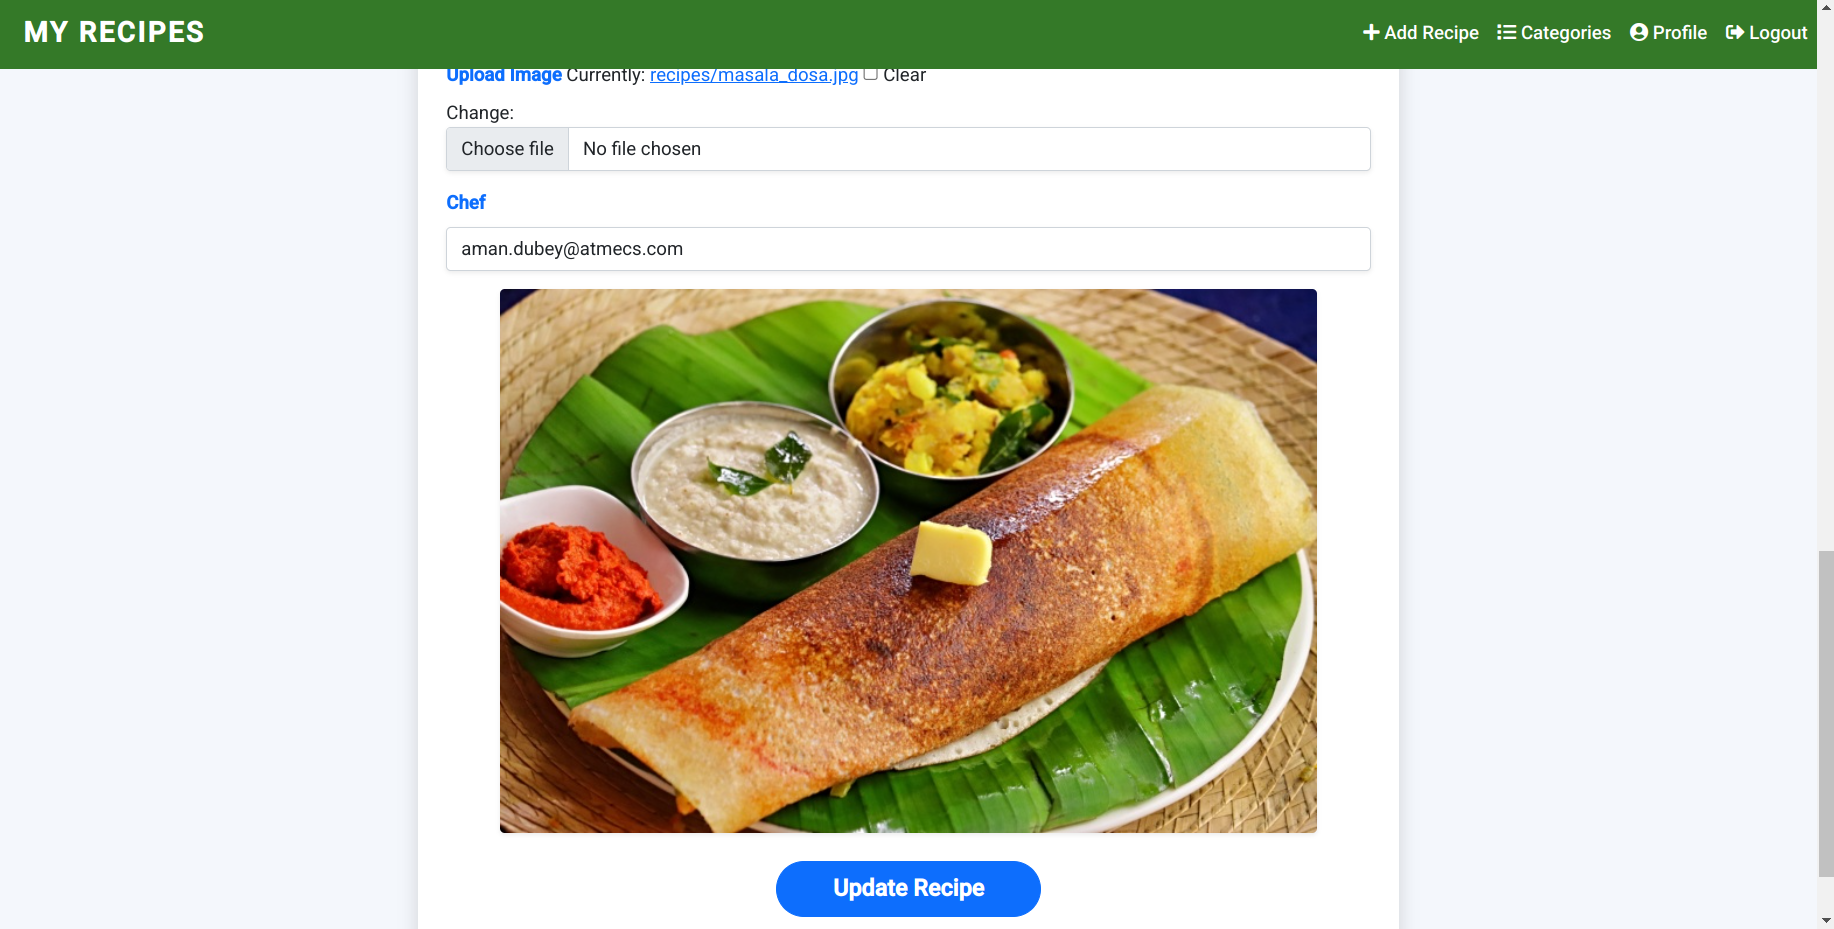 MY RECIPES
Add Recipe Categories Profile Logout
Upload Image Currently: recipes/masala_dosa.jpg Clear
Change:
Choose file No file chosen
Chef
aman.dubey@atmecs.com
Update Recipe